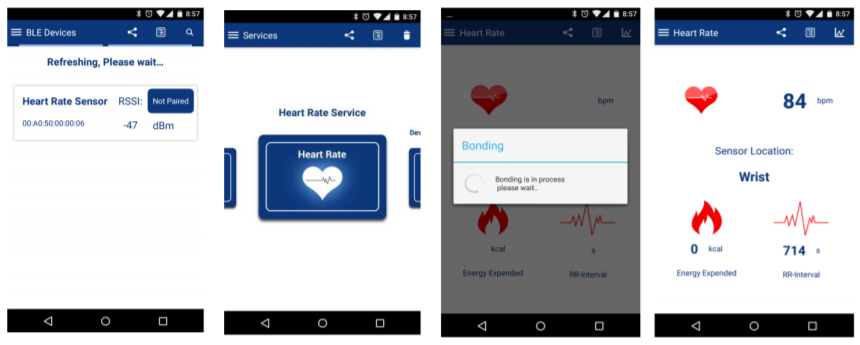 8:57
BLE Devices
Refreshing, Please wait...
Heart Rate Sensor RSSI: Not Paired
00:A0:50:00:00:06 -47 dBm
8:57
Services
Heart Rate Service
Dev
Heart Rate
... 8:57
Heart Rate
bpm
Bonding
Bonding is in process
please wait..
kcal s
Energy Expended RR-Interval
8:57
Heart Rate
84 bpm
Sensor Location:
Wrist
0 kcal 714 s
Energy Expended RR-Interval